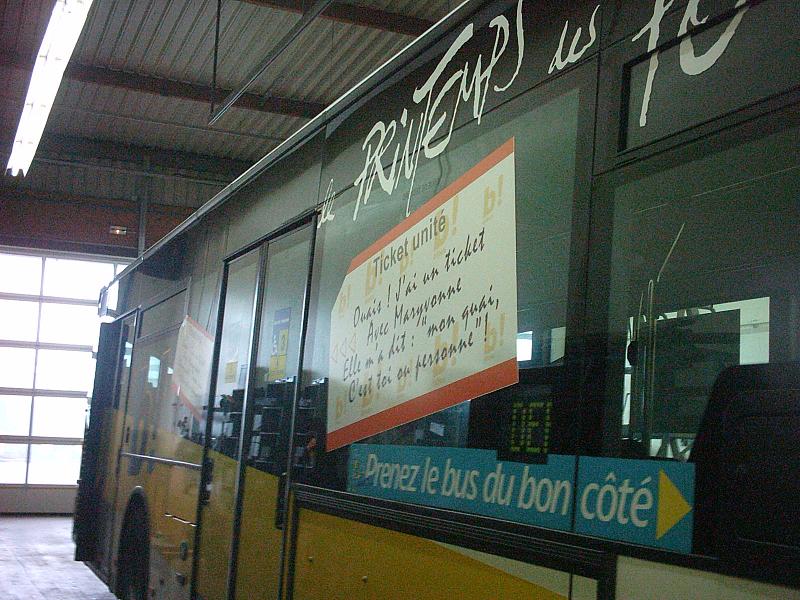 le PRINTEMPS des
Ticket unité
Ouais ! J'ai un ticket
Avec Maryvonne
Elle m'a dit : "mon quai,
C'est toi ou personne" !
b! b! b!
Prenez le bus du bon côté